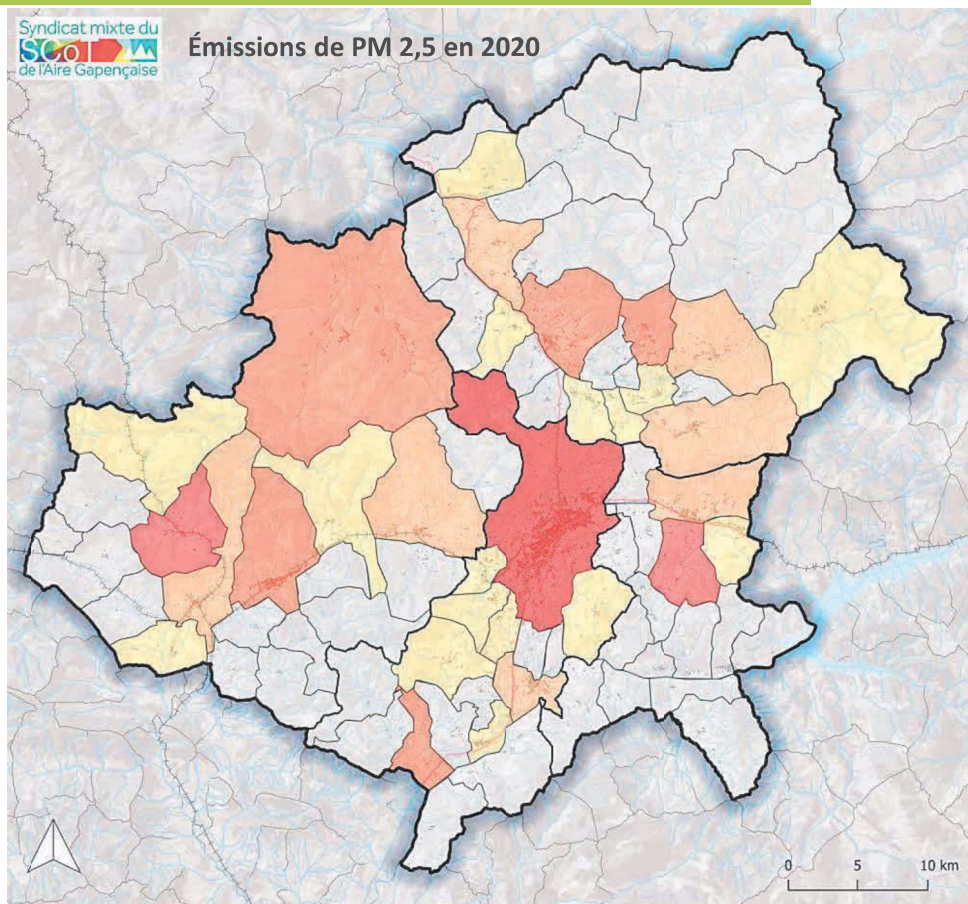 Syndicat mixte du
SCoT
de l'Aire Gapençaise
Émissions de PM 2,5 en 2020
0 5 10 km